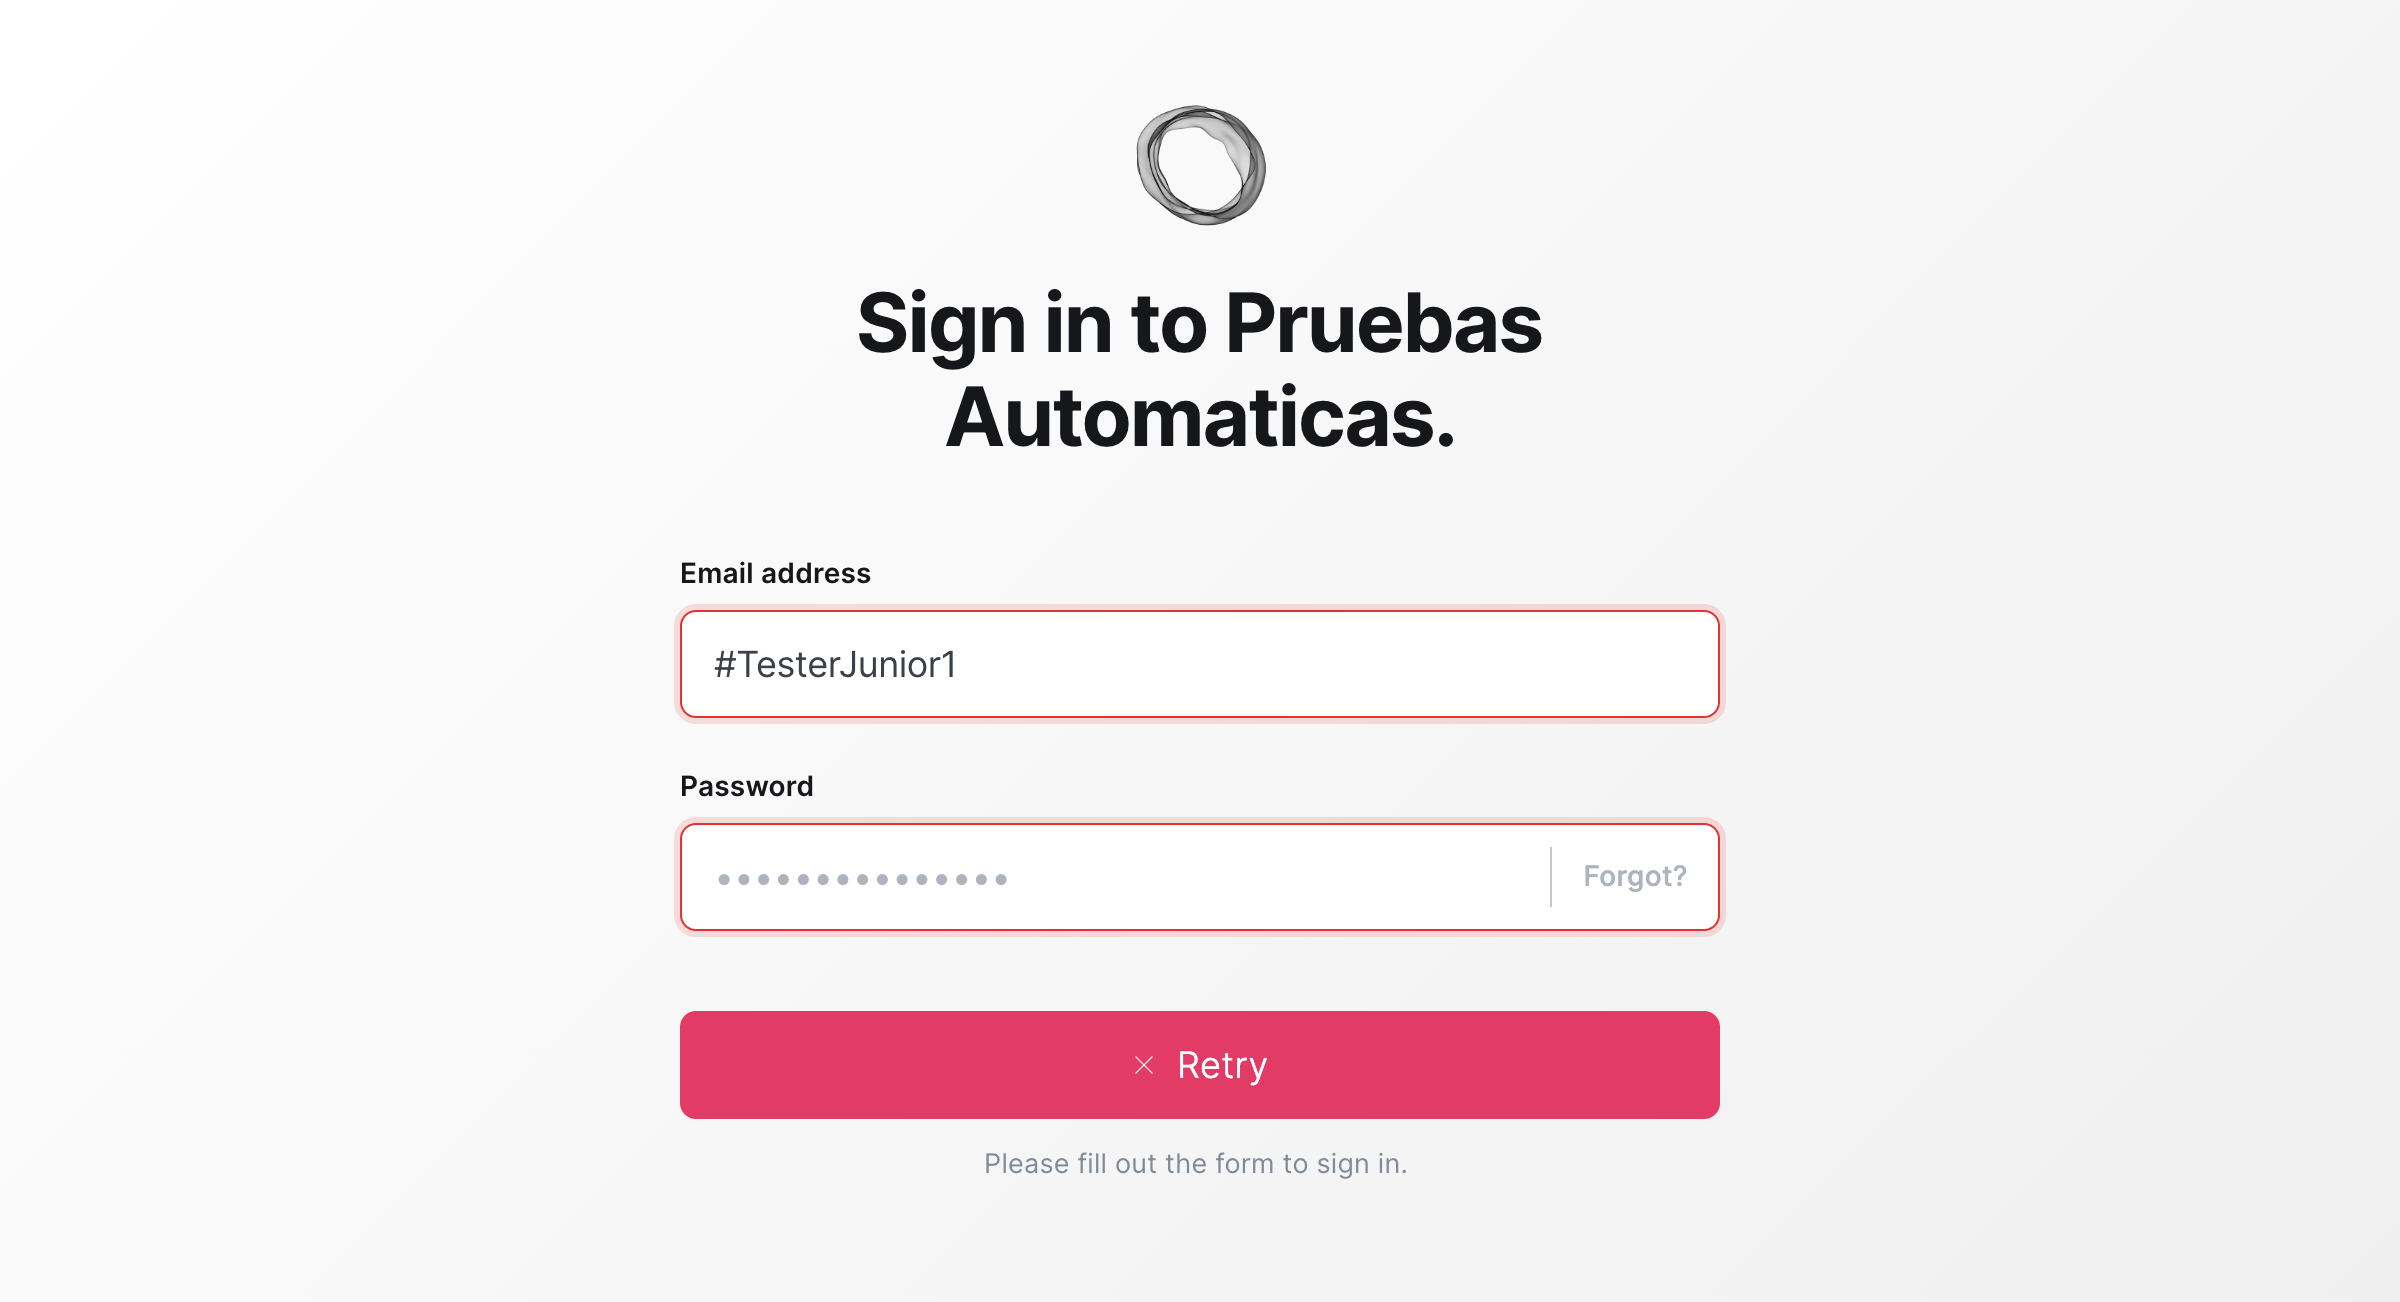 Sign in to Pruebas
Automaticas.
Email address
#TesterJunior1
Password
•••••••••••••••
Forgot?
Retry
Please fill out the form to sign in.